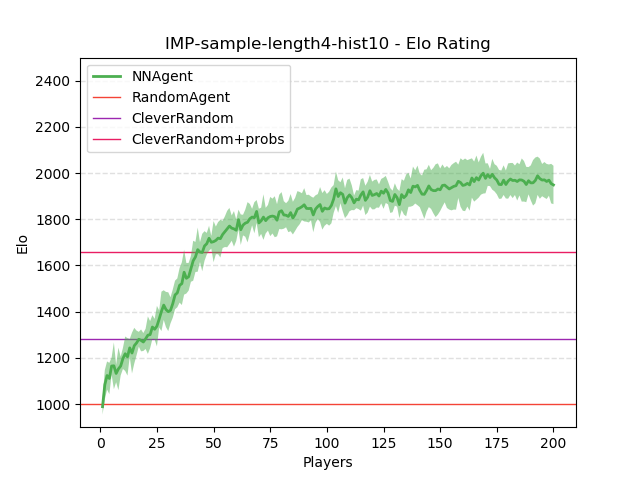 IMP-sample-length4-hist10 - Elo Rating
NNAgent
RandomAgent
CleverRandom
CleverRandom+probs
Elo
2400
2200
2000
1800
1600
1400
1200
1000
0 25 50 75 100 125 150 175 200
Players